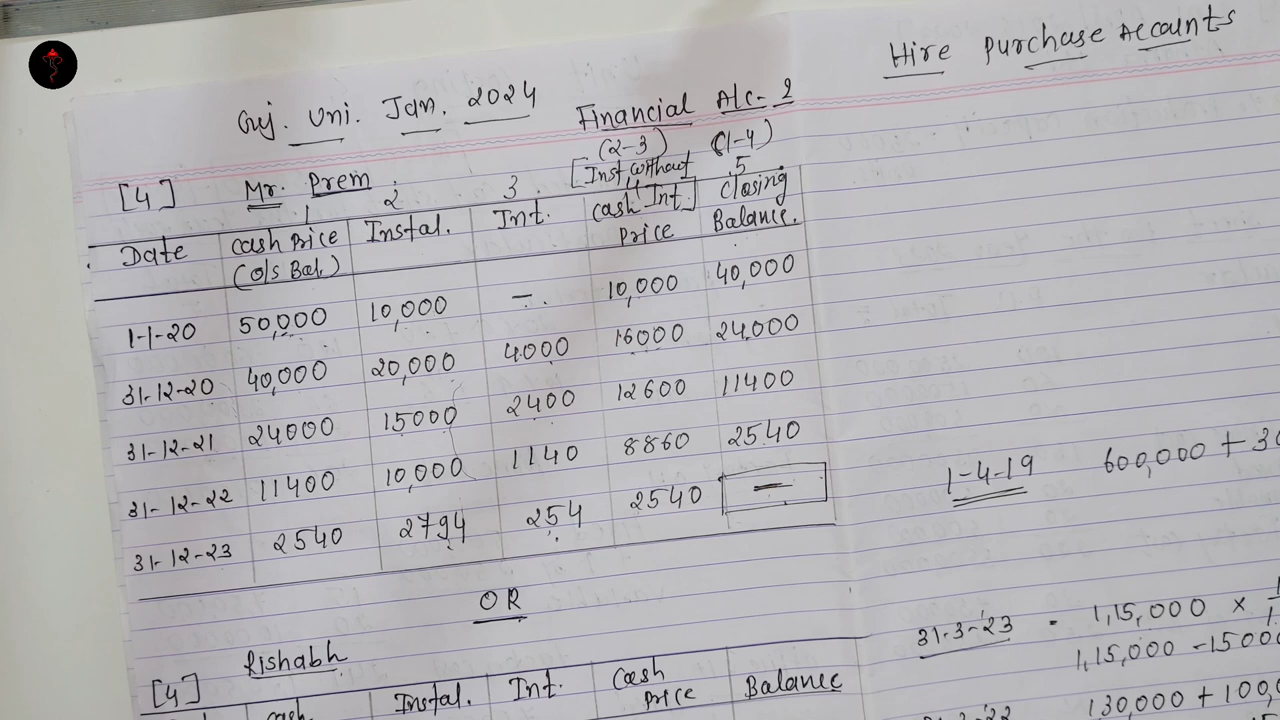 Hire Purchase Accounts
Guj. Uni. Jan. 2024
Financial A/c-2
(2-3) (1-4)
[4] Mr. Prem
1 2 3 4 5
Date Cash Price (O/S Bal.) Instal. Int. [Inst. without Int.] Cash Price Closing Balance.
1-1-20 50,000 10,000 -. 10,000 40,000
31-12-20 40,000 20,000 4000 16000 24,000
31-12-21 24000 15000 2400 12600 11400
31-12-22 11400 10,000 1140 8860 2540
31-12-23 2540 2794 254 2540 —
OR
[4] Rishabh
cash Instal. Int. Cash Price Balance
1-4-19 600,000 + 30
31-3-23 - 1,15,000 ×
1,15,000 - 1500
130,000 + 100,0